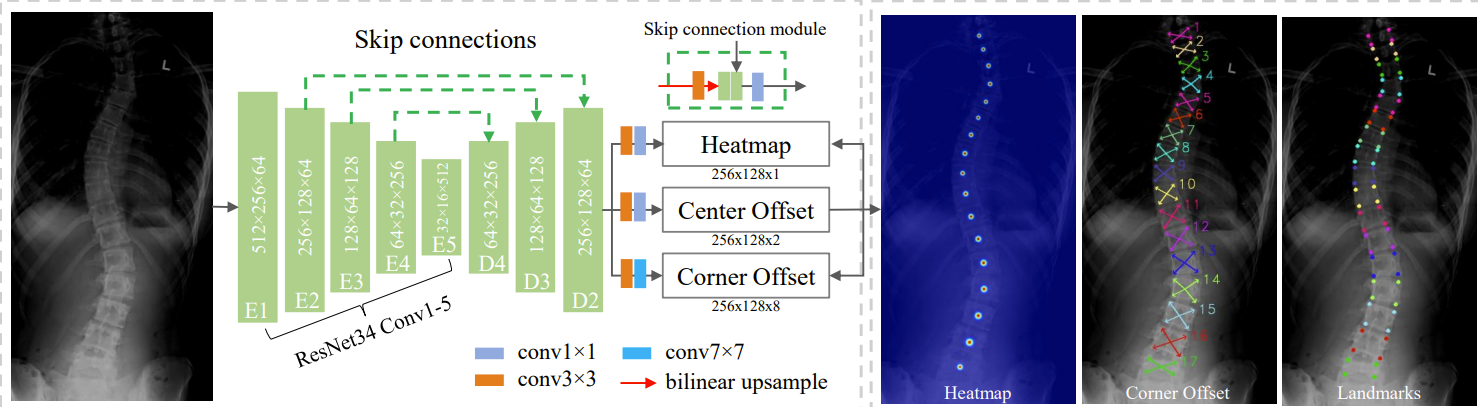 L
Skip connections
Skip connection module
512×256×64
E1
256×128×64
E2
128×64×128
E3
64×32×256
E4
32×16×512
E5
64×32×256
D4
128×64×128
D3
256×128×64
D2
ResNet34 Conv1-5
Heatmap
256x128x1
Center Offset
256x128x2
Corner Offset
256x128x8
conv1×1
conv7×7
conv3×3
bilinear upsample
L
Heatmap
1
2
3
L
4
5
6
7
8
9
10
11
12
13
14
15
16
17
Corner Offset
L
Landmarks